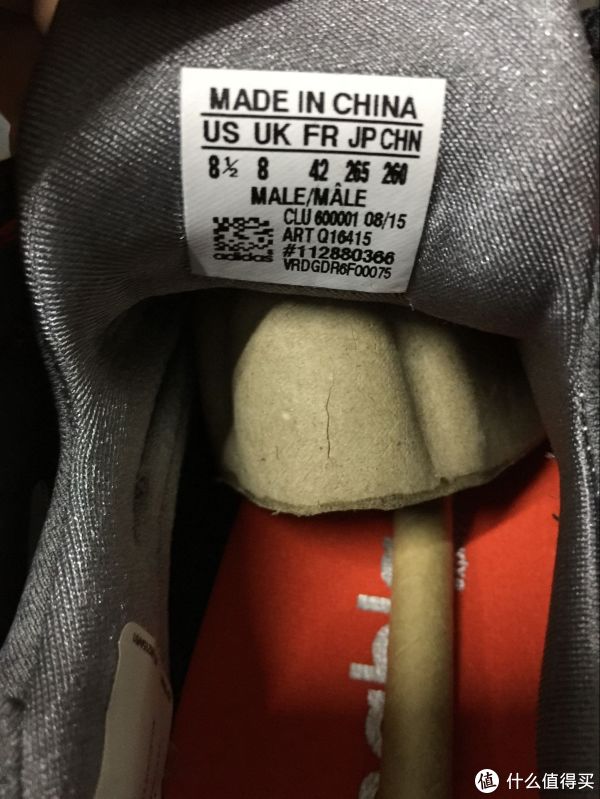 MADE IN CHINA
US UK FR JP CHN
8½ 8 42 265 260
MALE/MÂLE
CLU 600001 08/15
ART Q16415
#112880366
VRDGDR6F00075
adidas
值 什么值得买